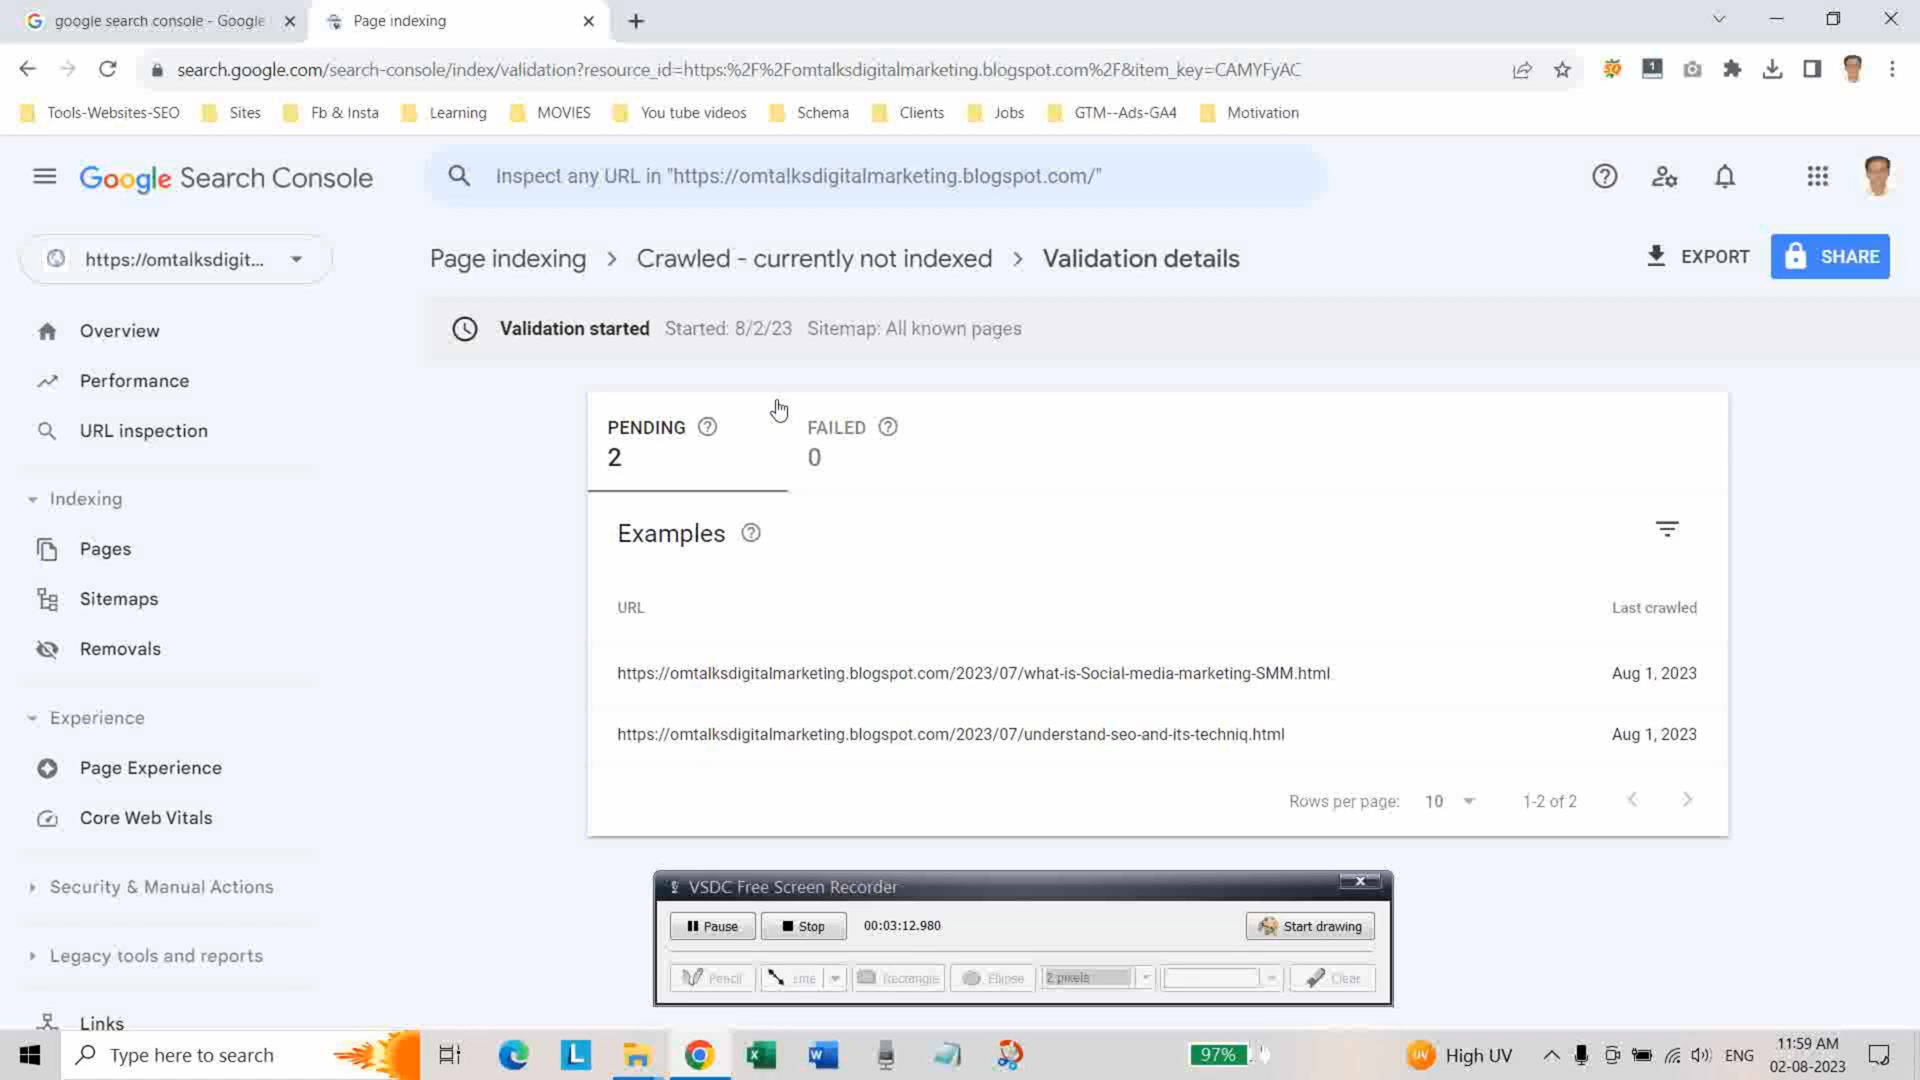 google search console - Google
Page indexing
search.google.com/search-console/index/validation?resource_id=https:%2F%2Fomtalksdigitalmarketing.blogspot.com%2F&item_key=CAMYFyAC
Tools-Websites-SEO
Sites
Fb & Insta
Learning
MOVIES
You tube videos
Schema
Clients
Jobs
GTM--Ads-GA4
Motivation
Google Search Console
Inspect any URL in "https://omtalksdigitalmarketing.blogspot.com/"
https://omtalksdigit...
Page indexing > Crawled - currently not indexed > Validation details
EXPORT
SHARE
Validation started Started: 8/2/23 Sitemap: All known pages
Overview
Performance
URL inspection
Indexing
Pages
Sitemaps
Removals
Experience
Page Experience
Core Web Vitals
Security & Manual Actions
Legacy tools and reports
Links
PENDING
2
FAILED
0
Examples
URL
Last crawled
https://omtalksdigitalmarketing.blogspot.com/2023/07/what-is-Social-media-marketing-SMM.html
Aug 1, 2023
https://omtalksdigitalmarketing.blogspot.com/2023/07/understand-seo-and-its-techniq.html
Aug 1, 2023
Rows per page: 10
1-2 of 2
VSDC Free Screen Recorder
Pause
Stop
00:03:12.980
Start drawing
Pencil
Line
Rectangle
Ellipse
2 pixels
Clear
Type here to search
97%
High UV
ENG
11:59 AM
02-08-2023